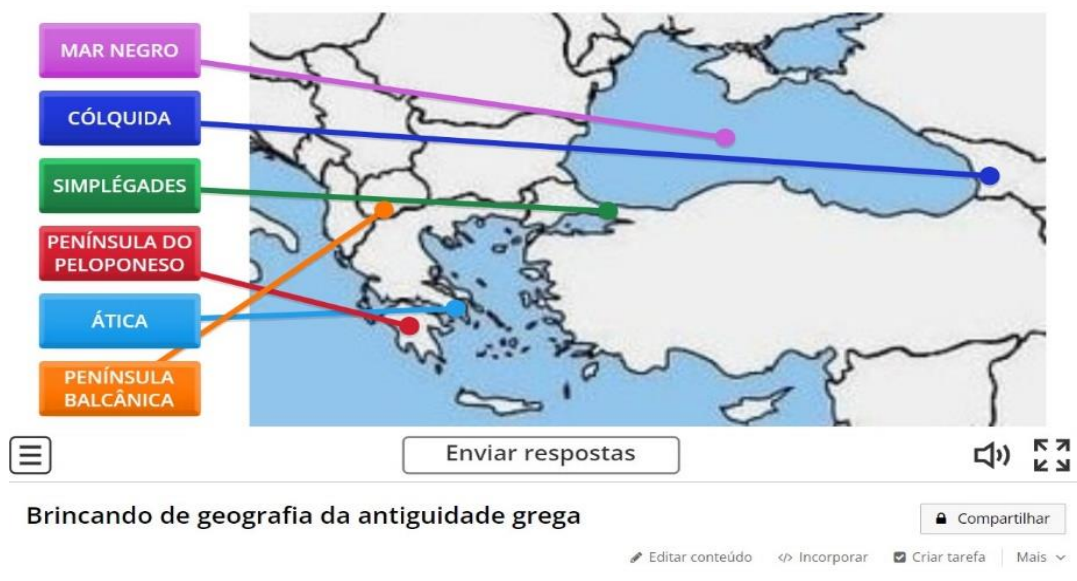 MAR NEGRO
CÓLQUIDA
SIMPLÉGADES
PENÍNSULA DO
PELOPONESO
ÁTICA
PENÍNSULA
BALCÂNICA
Enviar respostas
Brincando de geografia da antiguidade grega
Compartilhar
Editar conteúdo </> Incorporar Criar tarefa Mais